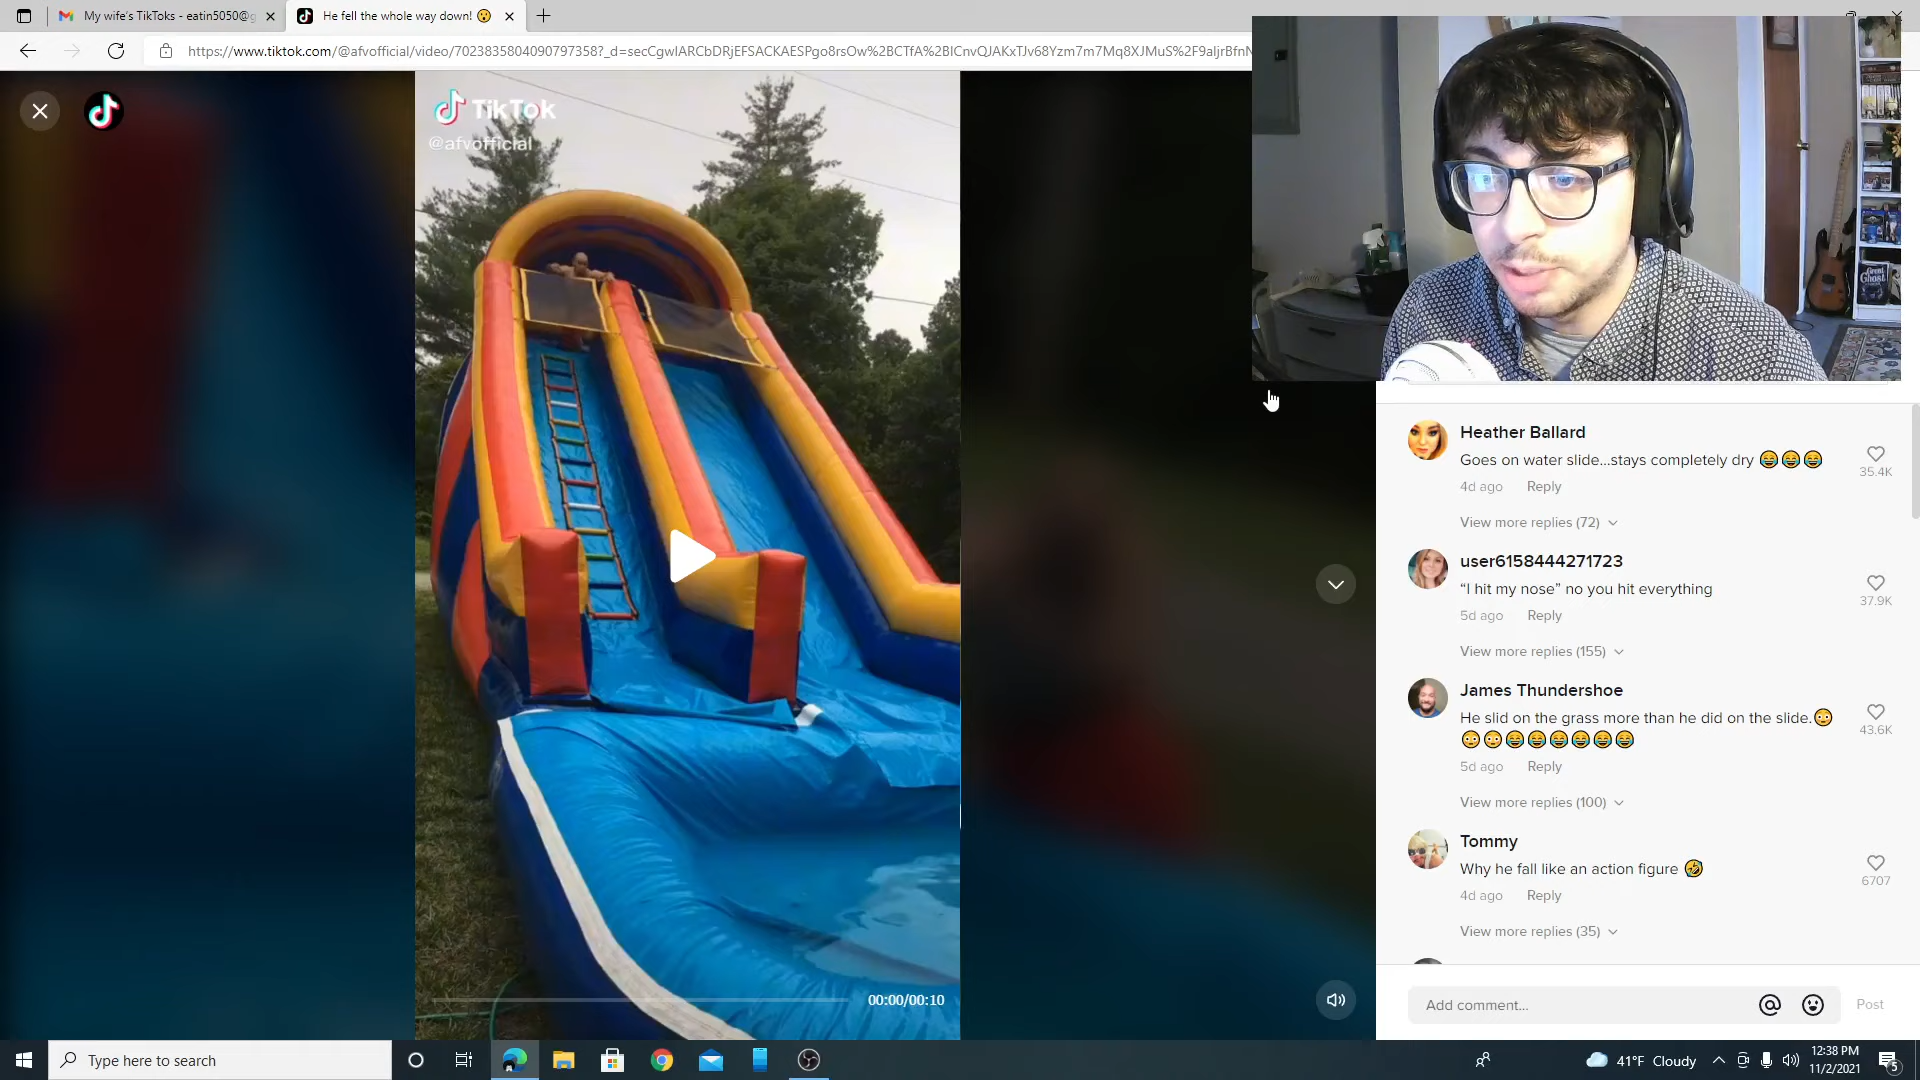 My wife's TikToks - eatin5050@g
He fell the whole way down! 😯
https://www.tiktok.com/@afvofficial/video/7023835804090797358?_d=secCgwIARCbDRjEFSACKAESPgo8rsOw%2BCTfA%2BICnvQJAKxTJv68Yzm7m7Mq8XJMuS%2F9aljrBfnN
TikTok
@afvofficial
Heather Ballard
Goes on water slide...stays completely dry 😂😂😂
35.4K
4d ago Reply
View more replies (72)
user6158444271723
“I hit my nose” no you hit everything
37.9K
5d ago Reply
View more replies (155)
James Thundershoe
He slid on the grass more than he did on the slide.😳
😳😳😂😂😂😂😂😂
43.6K
5d ago Reply
View more replies (100)
Tommy
Why he fall like an action figure 🤣
6707
4d ago Reply
View more replies (35)
00:00/00:10
Add comment...
Post
Type here to search
41°F Cloudy
12:38 PM
11/2/2021
5